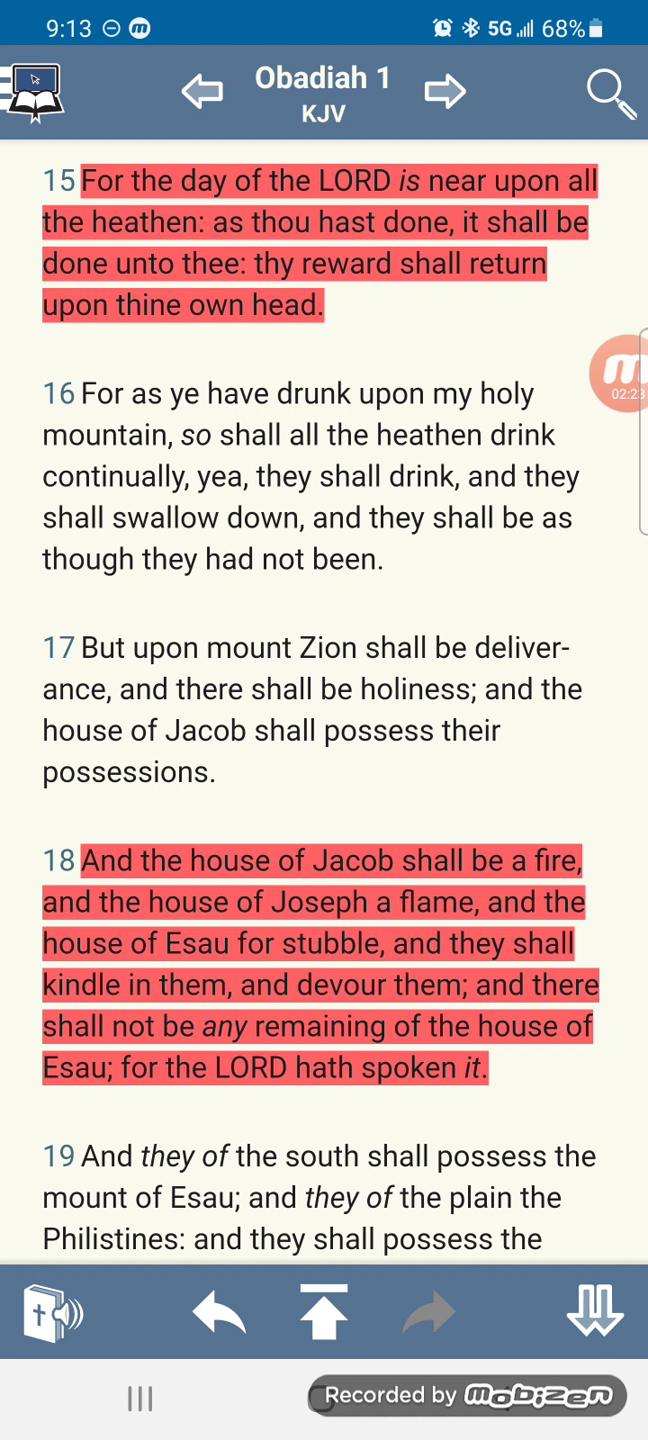 9:13
5G 68%
Obadiah 1
KJV
15 For the day of the LORD is near upon all
the heathen: as thou hast done, it shall be
done unto thee: thy reward shall return
upon thine own head.
02:23
16 For as ye have drunk upon my holy
mountain, so shall all the heathen drink
continually, yea, they shall drink, and they
shall swallow down, and they shall be as
though they had not been.
17 But upon mount Zion shall be deliver-
ance, and there shall be holiness; and the
house of Jacob shall possess their
possessions.
18 And the house of Jacob shall be a fire,
and the house of Joseph a flame, and the
house of Esau for stubble, and they shall
kindle in them, and devour them; and there
shall not be any remaining of the house of
Esau; for the LORD hath spoken it.
19 And they of the south shall possess the
mount of Esau; and they of the plain the
Philistines: and they shall possess the
Recorded by mobizen